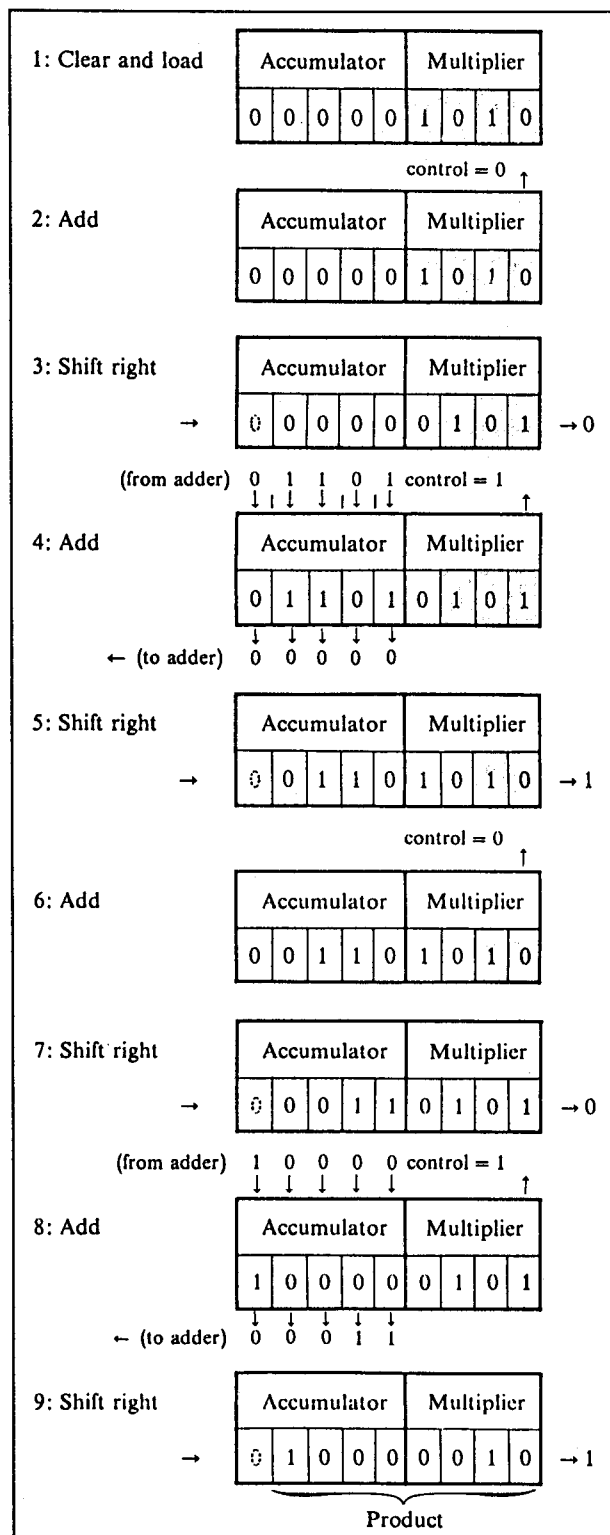 1: Clear and load Accumulator Multiplier
0 0 0 0 0 1 0 1 0
control = 0 ↑
2: Add Accumulator Multiplier
0 0 0 0 0 1 0 1 0
3: Shift right Accumulator Multiplier
→ 0 0 0 0 0 0 1 0 1 → 0
(from adder) 0 1 1 0 1 control = 1
↓ ↓ ↓ ↓ ↓ ↑
4: Add Accumulator Multiplier
0 1 1 0 1 0 1 0 1
↓ ↓ ↓ ↓ ↓
← (to adder) 0 0 0 0 0
5: Shift right Accumulator Multiplier
→ 0 0 1 1 0 1 0 1 0 → 1
control = 0 ↑
6: Add Accumulator Multiplier
0 0 1 1 0 1 0 1 0
7: Shift right Accumulator Multiplier
→ 0 0 0 1 1 0 1 0 1 → 0
(from adder) 1 0 0 0 0 control = 1
↓ ↓ ↓ ↓ ↓ ↑
8: Add Accumulator Multiplier
1 0 0 0 0 0 1 0 1
↓ ↓ ↓ ↓ ↓
← (to adder) 0 0 0 1 1
9: Shift right Accumulator Multiplier
→ 0 1 0 0 0 0 0 1 0 → 1
Product